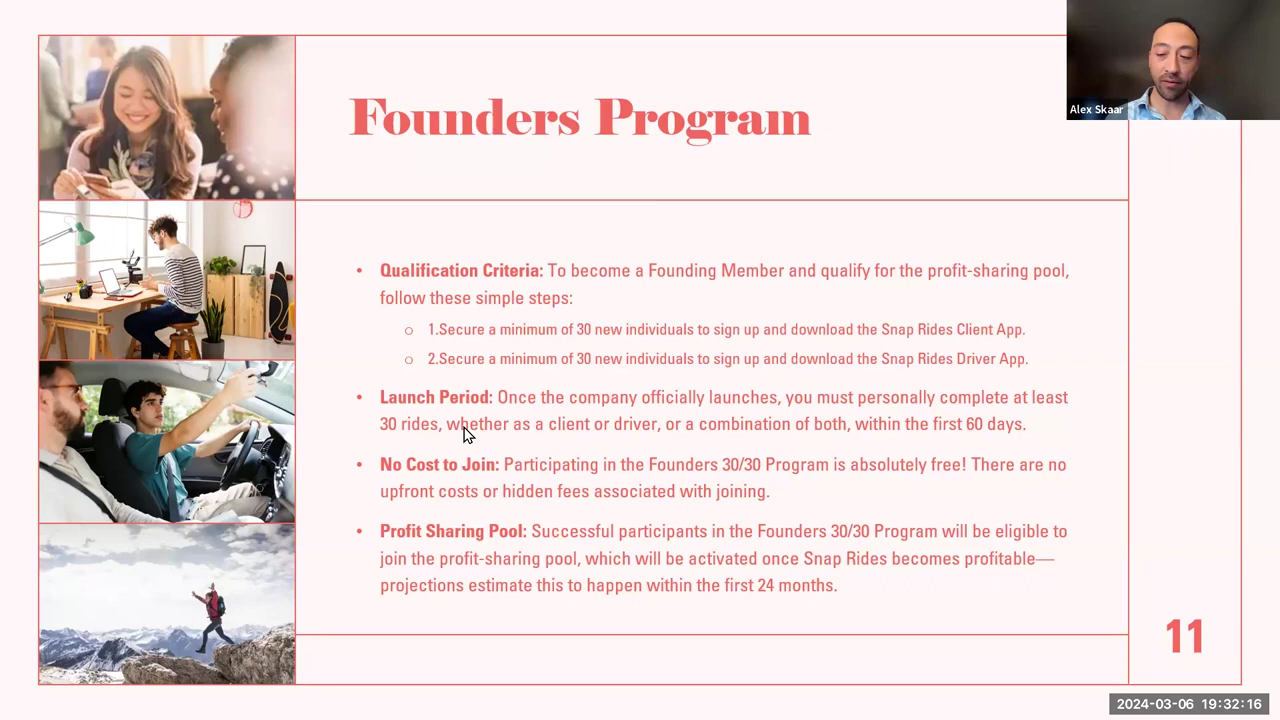 Alex Skaar
Founders Program
• Qualification Criteria: To become a Founding Member and qualify for the profit-sharing pool,
follow these simple steps:
○ 1.Secure a minimum of 30 new individuals to sign up and download the Snap Rides Client App.
○ 2.Secure a minimum of 30 new individuals to sign up and download the Snap Rides Driver App.
• Launch Period: Once the company officially launches, you must personally complete at least
30 rides, whether as a client or driver, or a combination of both, within the first 60 days.
• No Cost to Join: Participating in the Founders 30/30 Program is absolutely free! There are no
upfront costs or hidden fees associated with joining.
• Profit Sharing Pool: Successful participants in the Founders 30/30 Program will be eligible to
join the profit-sharing pool, which will be activated once Snap Rides becomes profitable—
projections estimate this to happen within the first 24 months.
11
2024-03-06 19:32:16